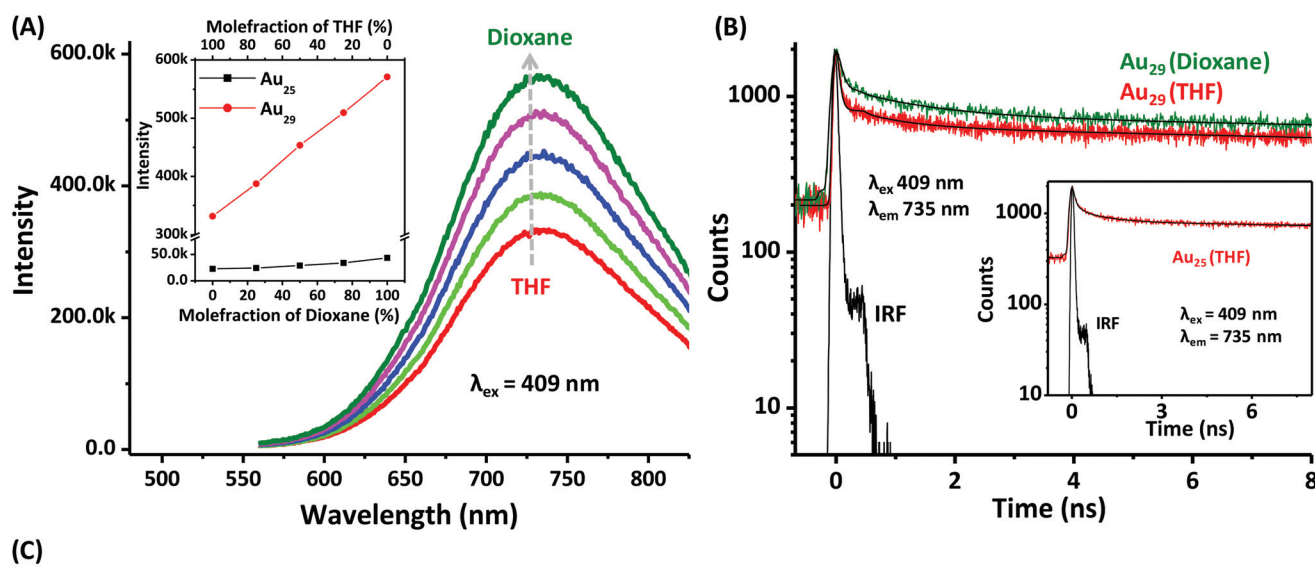 (A)
Molefraction of THF (%)
100 80 60 40 20 0
600k
500k
400k
300k
50.0k
0.0
Intensity
Au25
Au29
0 20 40 60 80 100
Molefraction of Dioxane (%)
Dioxane
THF
λex = 409 nm
600.0k
400.0k
200.0k
0.0
Intensity
500 550 600 650 700 750 800
Wavelength (nm)
(B)
Au29 (Dioxane)
Au29 (THF)
λex 409 nm
λem 735 nm
IRF
1000
100
10
Counts
0 2 4 6 8
Time (ns)
1000
100
10
Counts
Au25 (THF)
λex = 409 nm
λem = 735 nm
IRF
0 3 6
Time (ns)
(C)